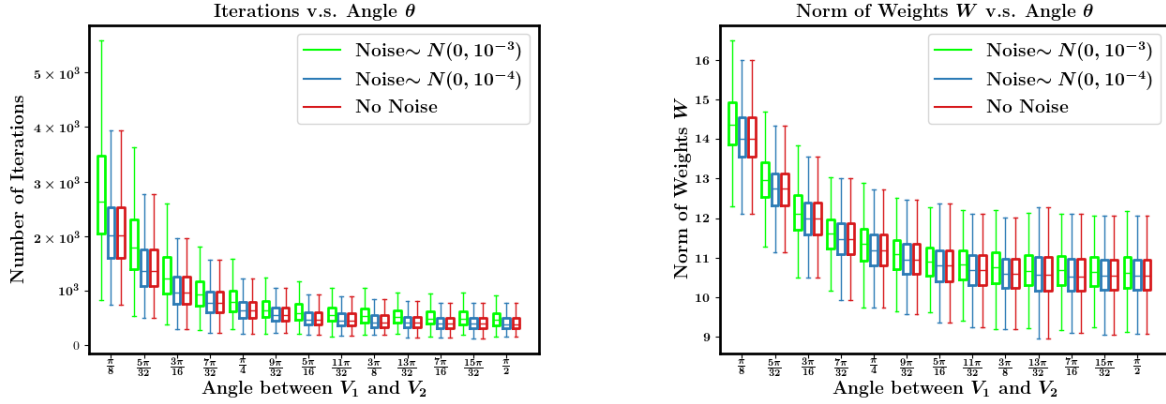 Iterations v.s. Angle θ
Number of Iterations
5 × 10³
4 × 10³
3 × 10³
2 × 10³
10³
0
Noise∼ N(0, 10⁻³)
Noise∼ N(0, 10⁻⁴)
No Noise
π/8 5π/32 3π/16 7π/32 π/4 9π/32 5π/16 11π/32 3π/8 13π/32 7π/16 15π/32 π/2
Angle between V₁ and V₂
Norm of Weights W v.s. Angle θ
Norm of Weights W
16
15
14
13
12
11
10
9
Noise∼ N(0, 10⁻³)
Noise∼ N(0, 10⁻⁴)
No Noise
π/8 5π/32 3π/16 7π/32 π/4 9π/32 5π/16 11π/32 3π/8 13π/32 7π/16 15π/32 π/2
Angle between V₁ and V₂